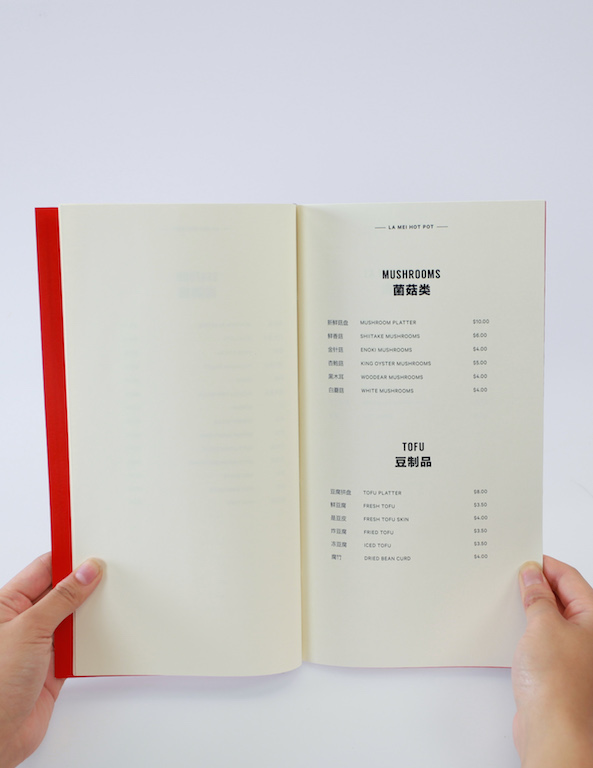 LA MEI HOT POT
MUSHROOMS
菌菇类
新鲜菇盘 MUSHROOM PLATTER $10.00
鲜香菇 SHIITAKE MUSHROOMS $6.00
金针菇 ENOKI MUSHROOMS $4.00
杏鲍菇 KING OYSTER MUSHROOMS $5.00
黑木耳 WOODEAR MUSHROOMS $4.00
白蘑菇 WHITE MUSHROOMS $4.00
TOFU
豆制品
豆腐拼盘 TOFU PLATTER $8.00
鲜豆腐 FRESH TOFU $3.50
FRESH TOFU SKIN $4.00
炸豆腐 FRIED TOFU $3.50
冻豆腐 ICED TOFU $3.50
腐竹 DRIED BEAN CURD $4.00